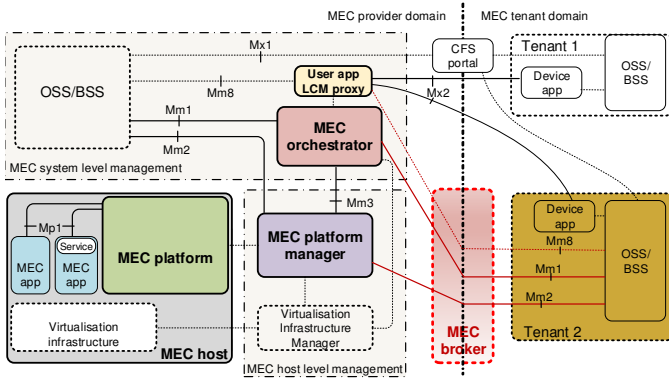 MEC provider domain
MEC tenant domain
Mx1
CFS
portal
Tenant 1
OSS/BSS
User app
LCM proxy
Device
app
OSS/
BSS
Mm8
Mx2
Mm1
MEC
orchestrator
Mm2
MEC system level management
Mm3
Mp1
Service
MEC
app
MEC
app
MEC platform
MEC platform
manager
Device
app
Mm8
OSS/
BSS
Mm1
Mm2
Virtualisation
infrastructure
Virtualisation
Infrastructure
Manager
MEC
broker
Tenant 2
MEC host
MEC host level management